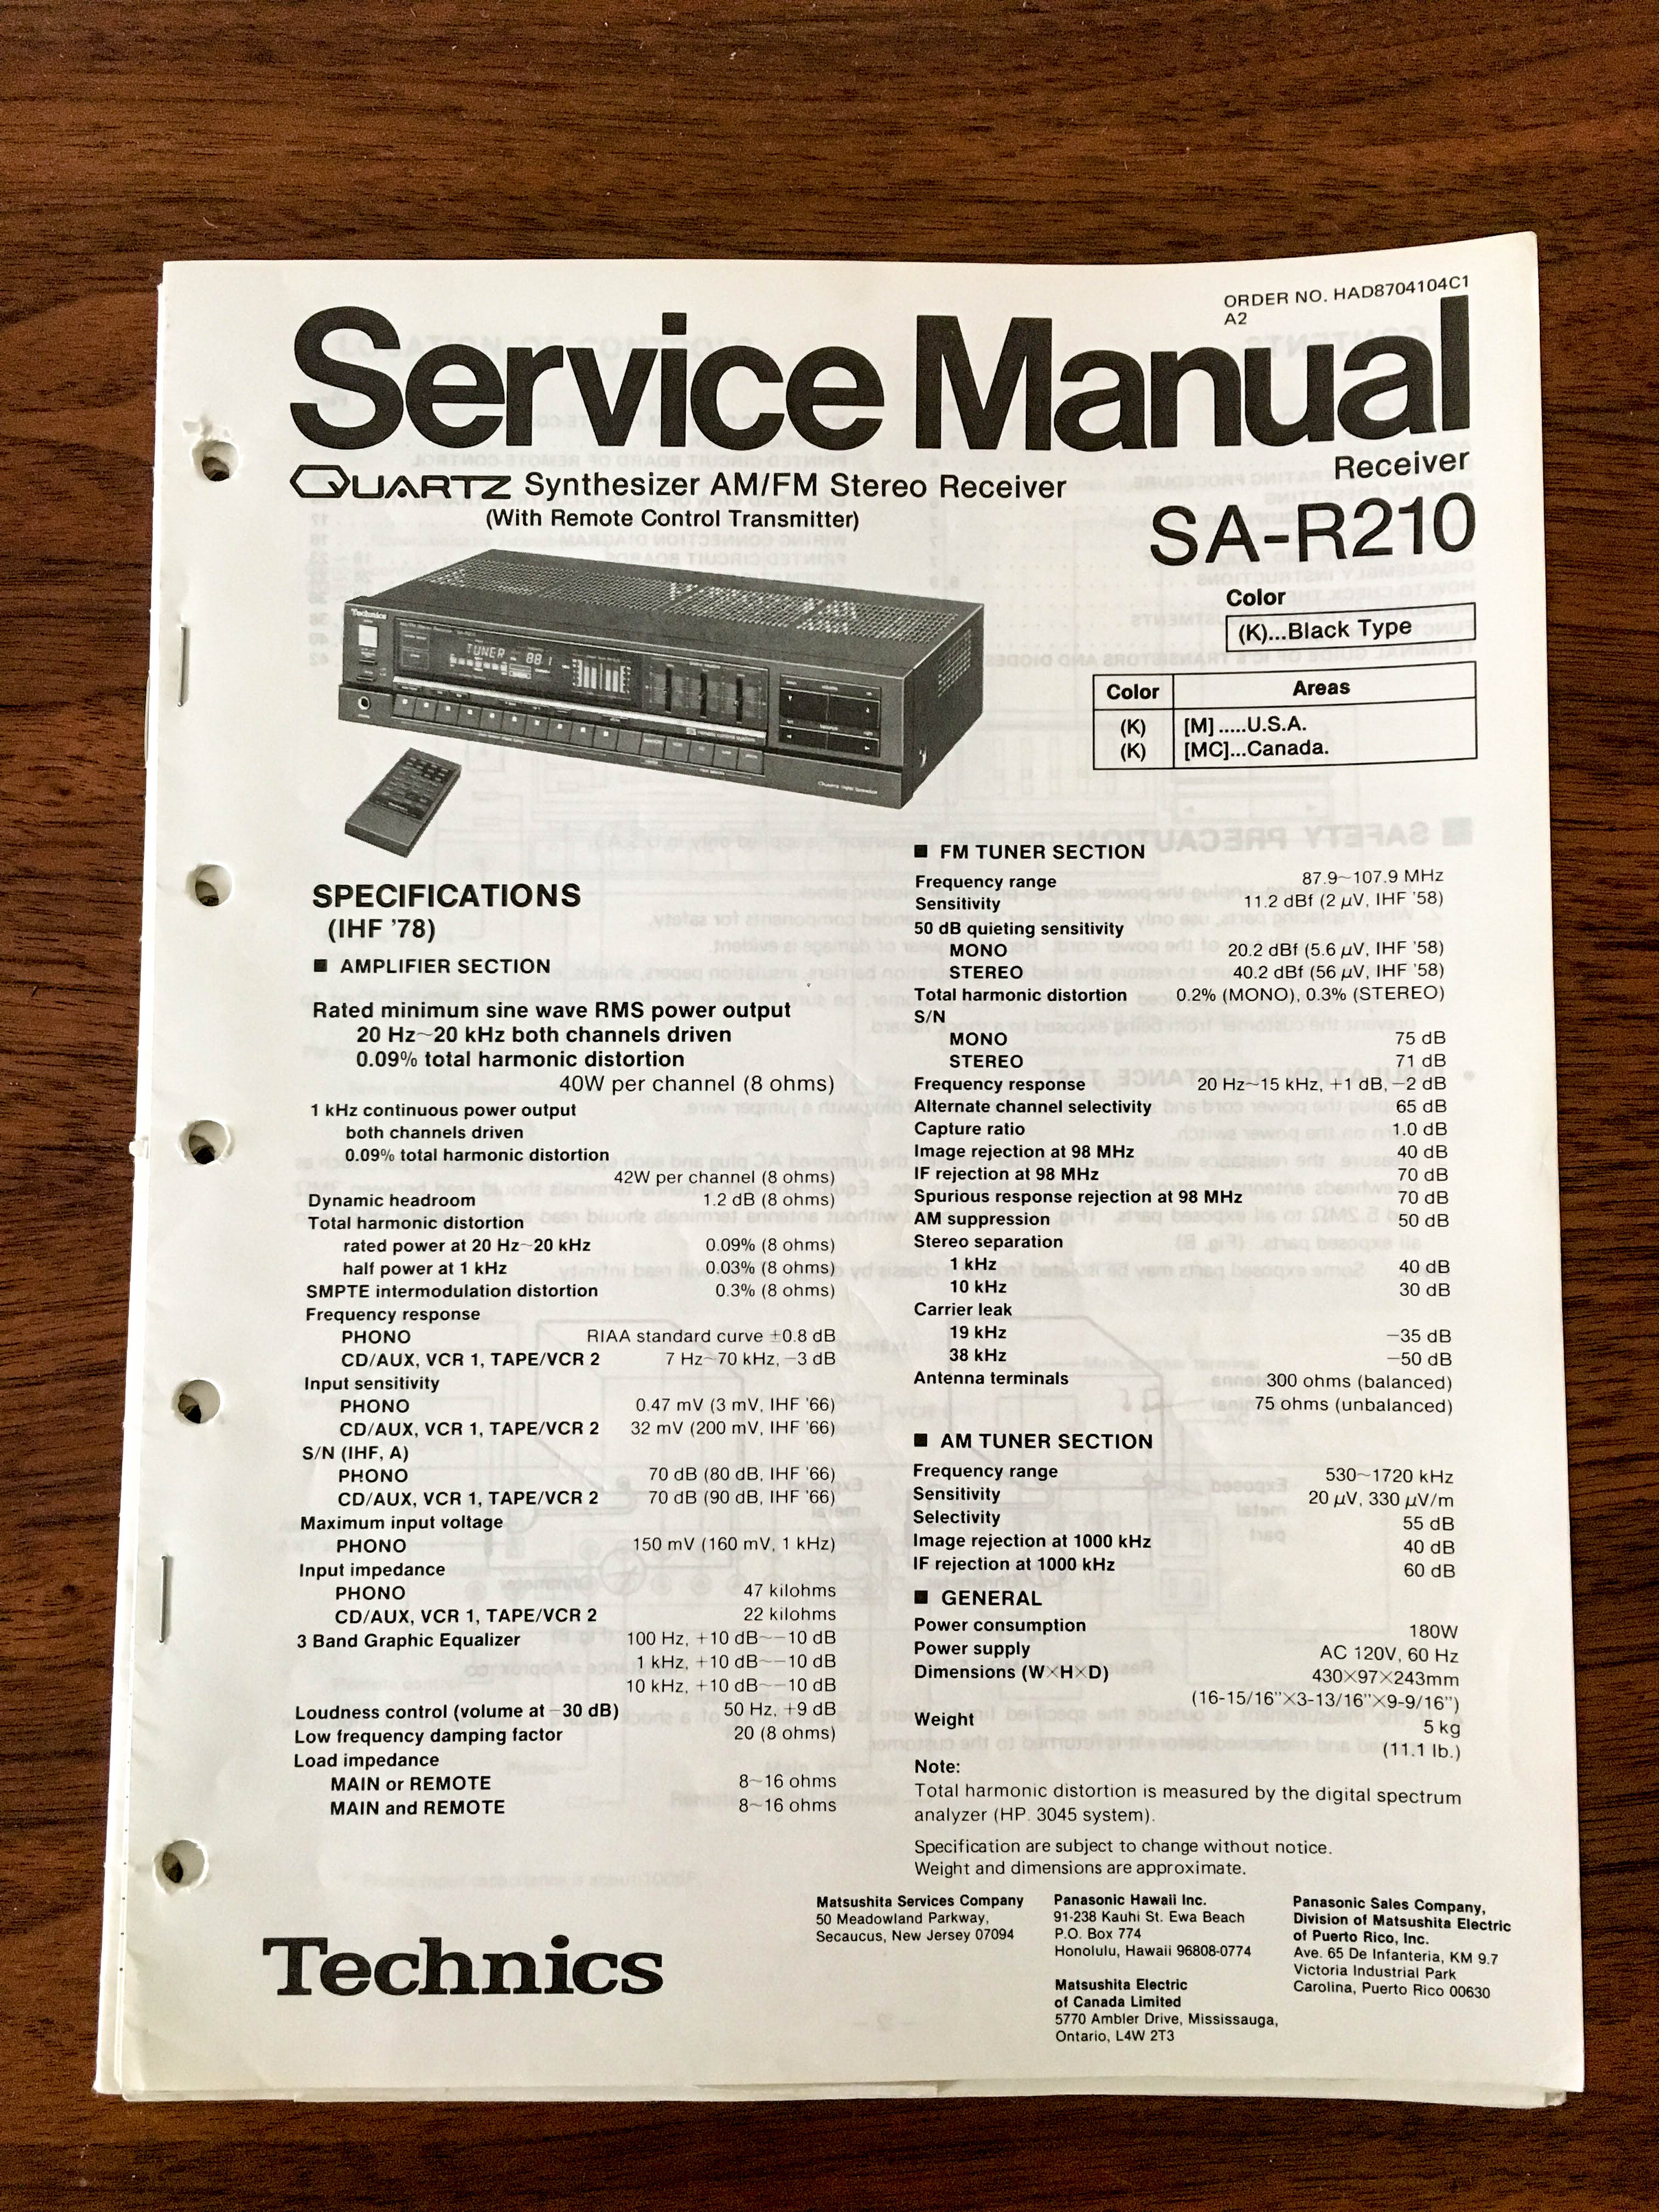 ORDER NO. HAD8704104C1
A2
Service Manual
Receiver
QUARTZ Synthesizer AM/FM Stereo Receiver
(With Remote Control Transmitter)
SA-R210
Color
(K)...Black Type
Color Areas
(K) [M] .....U.S.A.
(K) [MC]...Canada.
Technics
TUNER 88.1
SPECIFICATIONS
(IHF '78)
■ AMPLIFIER SECTION
Rated minimum sine wave RMS power output
20 Hz~20 kHz both channels driven
0.09% total harmonic distortion
40W per channel (8 ohms)
1 kHz continuous power output
both channels driven
0.09% total harmonic distortion
42W per channel (8 ohms)
Dynamic headroom 1.2 dB (8 ohms)
Total harmonic distortion
rated power at 20 Hz~20 kHz 0.09% (8 ohms)
half power at 1 kHz 0.03% (8 ohms)
SMPTE intermodulation distortion 0.3% (8 ohms)
Frequency response
PHONO RIAA standard curve ±0.8 dB
CD/AUX, VCR 1, TAPE/VCR 2 7 Hz~70 kHz, −3 dB
Input sensitivity
PHONO 0.47 mV (3 mV, IHF '66)
CD/AUX, VCR 1, TAPE/VCR 2 32 mV (200 mV, IHF '66)
S/N (IHF, A)
PHONO 70 dB (80 dB, IHF '66)
CD/AUX, VCR 1, TAPE/VCR 2 70 dB (90 dB, IHF '66)
Maximum input voltage
PHONO 150 mV (160 mV, 1 kHz)
Input impedance
PHONO 47 kilohms
CD/AUX, VCR 1, TAPE/VCR 2 22 kilohms
3 Band Graphic Equalizer 100 Hz, +10 dB~−10 dB
1 kHz, +10 dB~−10 dB
10 kHz, +10 dB~−10 dB
Loudness control (volume at −30 dB) 50 Hz, +9 dB
Low frequency damping factor 20 (8 ohms)
Load impedance
MAIN or REMOTE 8~16 ohms
MAIN and REMOTE 8~16 ohms
■ FM TUNER SECTION
Frequency range 87.9~107.9 MHz
Sensitivity 11.2 dBf (2 µV, IHF '58)
50 dB quieting sensitivity
MONO 20.2 dBf (5.6 µV, IHF '58)
STEREO 40.2 dBf (56 µV, IHF '58)
Total harmonic distortion 0.2% (MONO), 0.3% (STEREO)
S/N
MONO 75 dB
STEREO 71 dB
Frequency response 20 Hz~15 kHz, +1 dB, −2 dB
Alternate channel selectivity 65 dB
Capture ratio 1.0 dB
Image rejection at 98 MHz 40 dB
IF rejection at 98 MHz 70 dB
Spurious response rejection at 98 MHz 70 dB
AM suppression 50 dB
Stereo separation
1 kHz 40 dB
10 kHz 30 dB
Carrier leak
19 kHz −35 dB
38 kHz −50 dB
Antenna terminals 300 ohms (balanced)
75 ohms (unbalanced)
■ AM TUNER SECTION
Frequency range 530~1720 kHz
Sensitivity 20 µV, 330 µV/m
Selectivity 55 dB
Image rejection at 1000 kHz 40 dB
IF rejection at 1000 kHz 60 dB
■ GENERAL
Power consumption 180W
Power supply AC 120V, 60 Hz
Dimensions (W×H×D) 430×97×243mm
(16-15/16"×3-13/16"×9-9/16")
Weight 5 kg
(11.1 lb.)
Note:
Total harmonic distortion is measured by the digital spectrum
analyzer (HP. 3045 system).
Specification are subject to change without notice.
Weight and dimensions are approximate.
Technics
Matsushita Services Company
50 Meadowland Parkway,
Secaucus, New Jersey 07094
Panasonic Hawaii Inc.
91-238 Kauhi St. Ewa Beach
P.O. Box 774
Honolulu, Hawaii 96808-0774
Matsushita Electric
of Canada Limited
5770 Ambler Drive, Mississauga,
Ontario, L4W 2T3
Panasonic Sales Company,
Division of Matsushita Electric
of Puerto Rico, Inc.
Ave. 65 De Infanteria, KM 9.7
Victoria Industrial Park
Carolina, Puerto Rico 00630